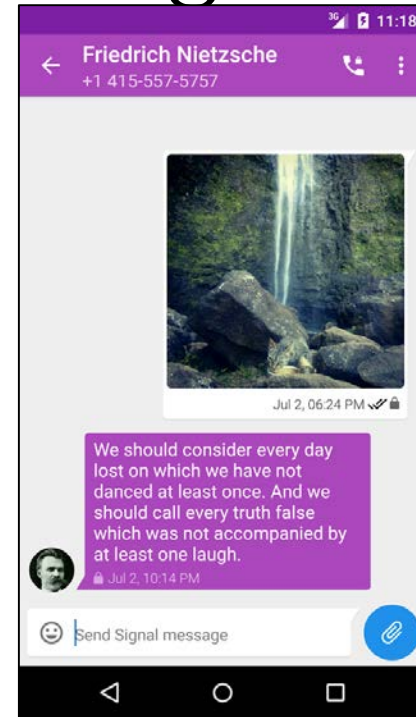 3G 11:18
Friedrich Nietzsche
+1 415-557-5757
Jul 2, 06:24 PM
We should consider every day
lost on which we have not
danced at least once. And we
should call every truth false
which was not accompanied by
at least one laugh.
Jul 2, 10:14 PM
Send Signal message